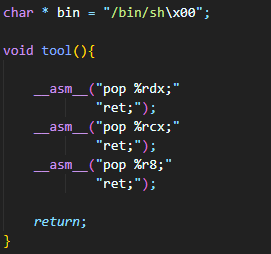 char * bin = "/bin/sh\x00";
void tool(){
__asm__("pop %rdx;"
"ret;");
__asm__("pop %rcx;"
"ret;");
__asm__("pop %r8;"
"ret;");
return;
}